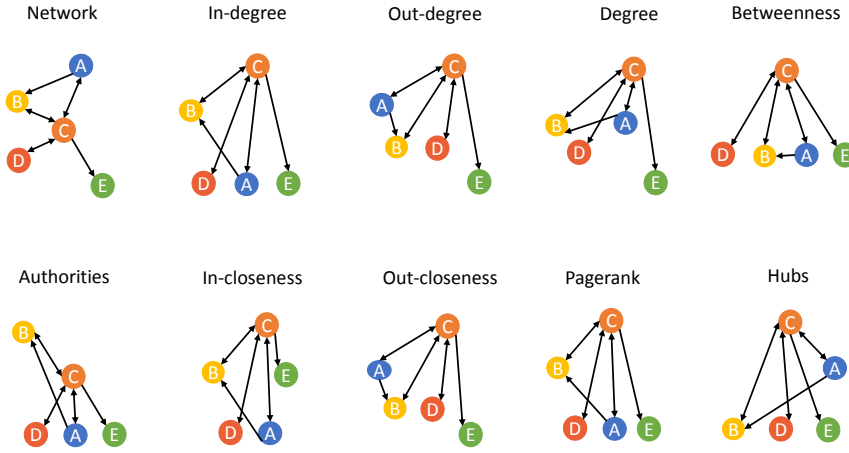 Network
In-degree
Out-degree
Degree
Betweenness
A
B
C
D
E
C
B
D
A
E
C
A
B
D
E
C
B
A
D
E
C
D
B
A
E
Authorities
In-closeness
Out-closeness
Pagerank
Hubs
B
C
D
A
E
C
B
E
D
A
C
A
B
D
E
C
B
D
A
E
C
A
B
D
E